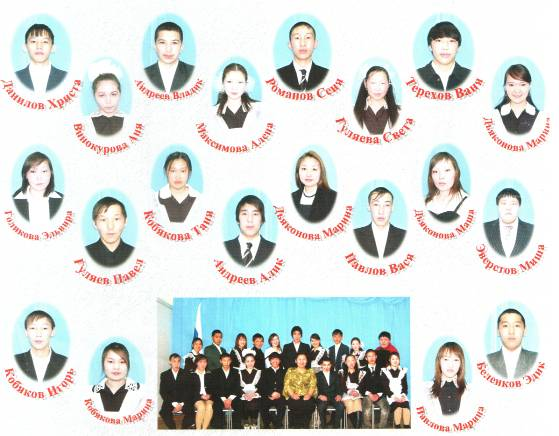 Данилов Христа
Винокурова Аня
Андреев Владик
Максимова Алена
Романов Сеня
Гуляева Света
Терехов Ваня
Дьяконова Марина
Голикова Эльвира
Гуляев Павел
Кобякова Таня
Андреев Адик
Дьяконова Марина
Павлов Вася
Дьяконова Маша
Эверстов Миша
Кобяков Игорь
Кобякова Марина
Павлова Марина
Беленков Эдик